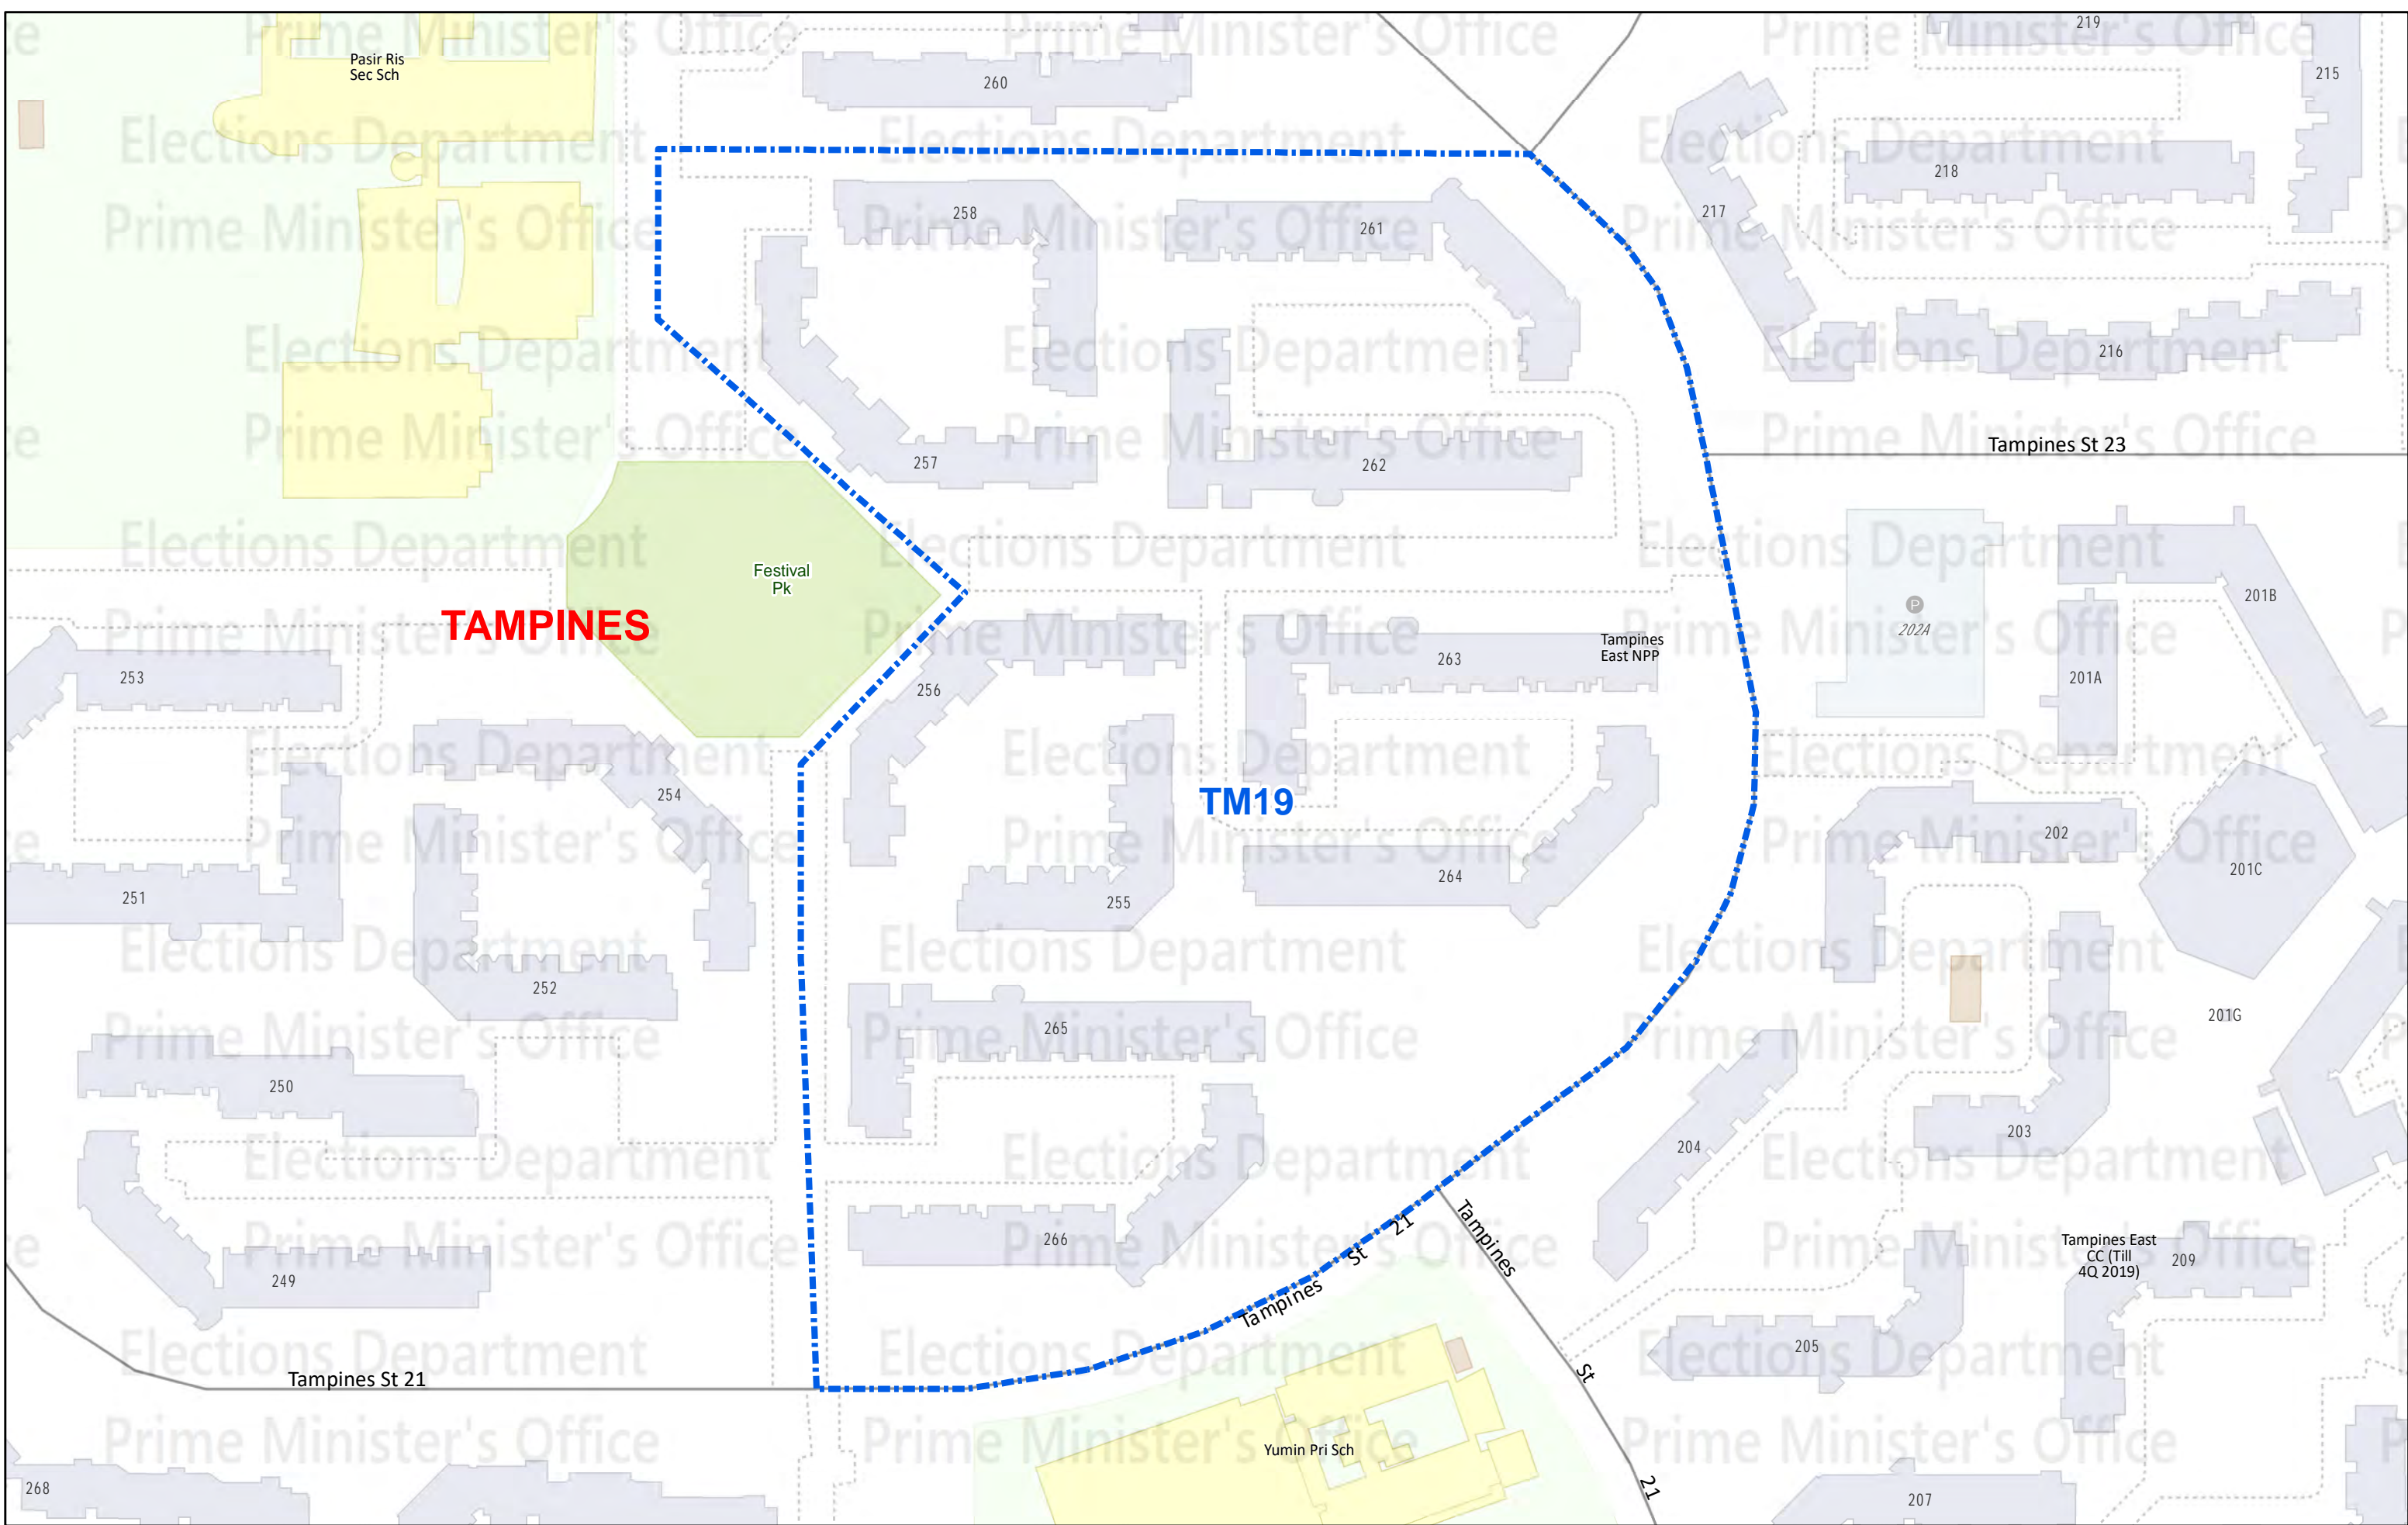 Pasir Ris
Sec Sch
260
219
215
258
261
217
218
216
257
262
Tampines St 23
Festival
Pk
TAMPINES
253
256
263
Tampines
East NPP
P
202A
201A
201B
254
TM19
202
251
255
264
201C
252
265
201G
250
204
203
249
266
Tampines St 21
Tampines St 21
Tampines St 21
Tampines East
CC (Till
4Q 2019)
209
205
Yumin Pri Sch
268
207
Prime Minister's Office
Elections Department